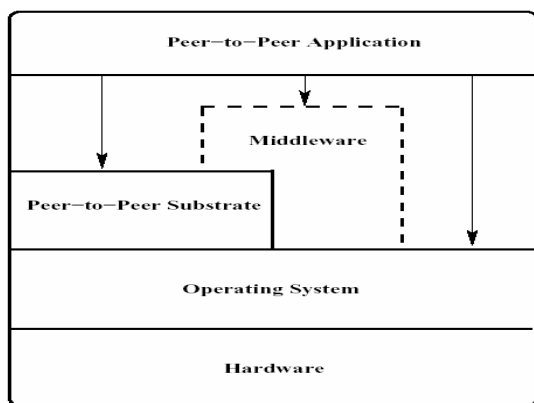 Peer-to-Peer Application
Middleware
Peer-to-Peer Substrate
Operating System
Hardware